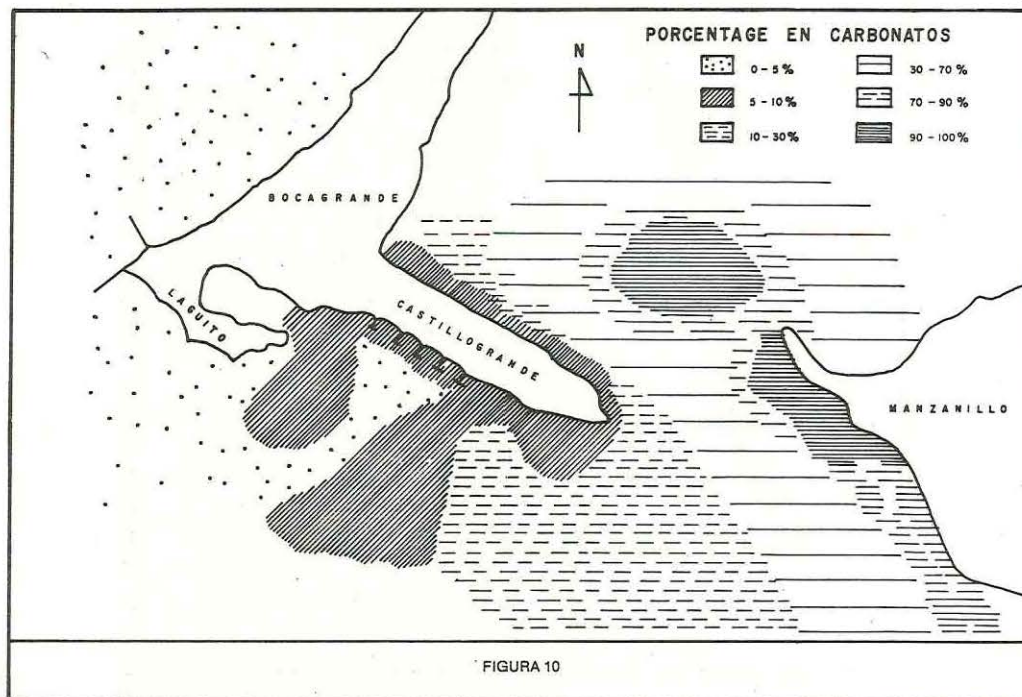 PORCENTAGE EN CARBONATOS
N
0-5%
30-70%
5-10%
70-90%
10-30%
90-100%
BOCAGRANDE
LAGUITO
CASTILLOGRANDE
MANZANILLO
FIGURA 10